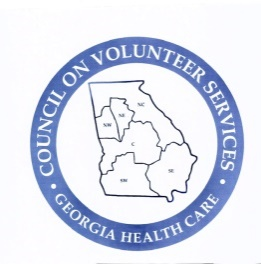 COUNCIL ON VOLUNTEER SERVICES
NC
NE
NW
C
SW
SE
• GEORGIA HEALTH CARE •